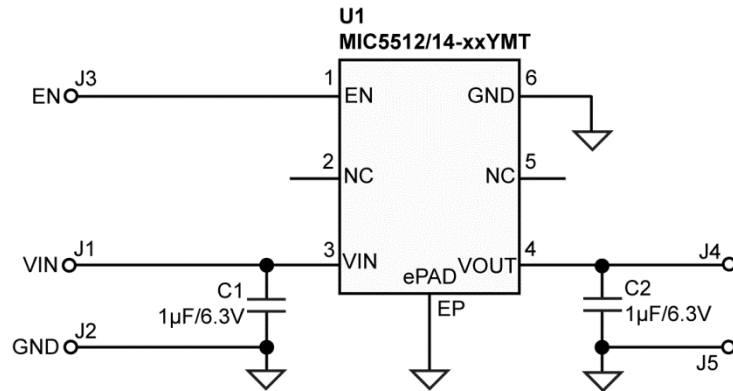 U1
MIC5512/14-xxYMT
J3
1
6
EN
EN
GND
2
5
NC
NC
J1
3
4
J4
VIN
VIN
VOUT
ePAD
C1
EP
C2
1µF/6.3V
1µF/6.3V
J2
GND
J5